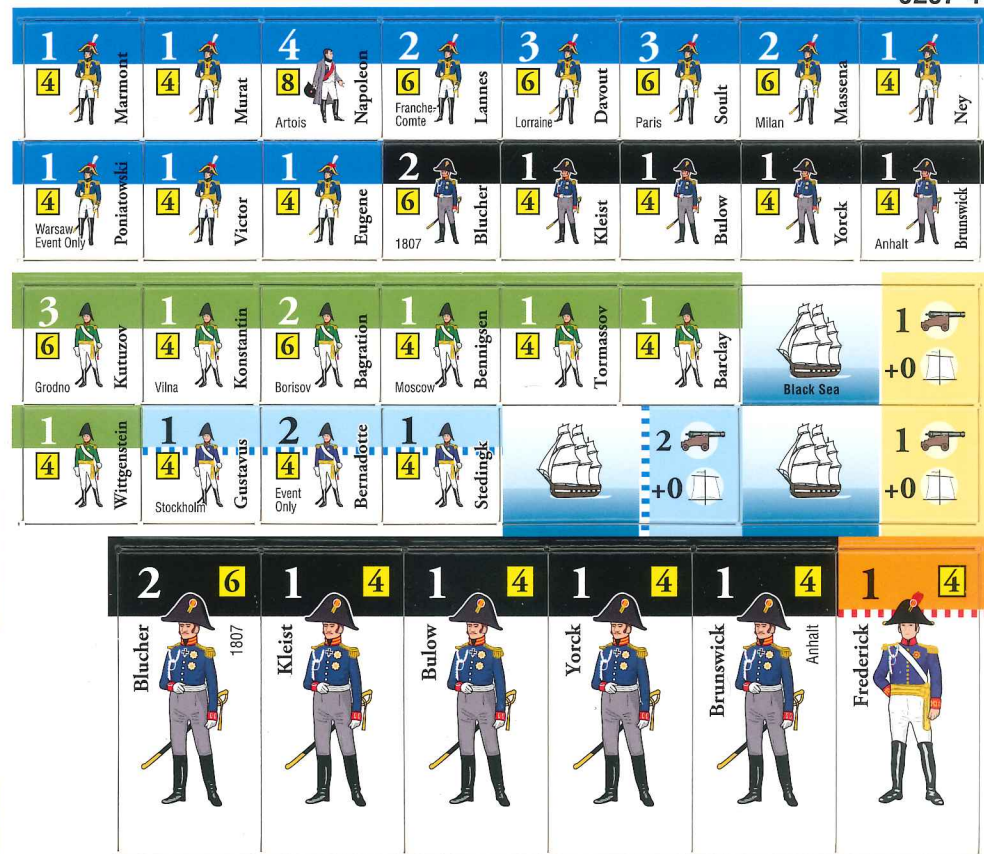 1 4 Marmont
1 4 Murat
4 8 Artois Napoleon
2 6 Franche-
Comte Lannes
3 6 Lorraine Davout
3 6 Paris Soult
2 6 Milan Massena
1 4 Ney
1 4 Warsaw
Event Only Poniatowski
1 4 Victor
1 4 Eugene
2 6 1807 Blucher
1 4 Kleist
1 4 Bulow
1 4 Yorck
1 4 Anhalt Brunswick
3 6 Grodno Kutuzov
1 4 Vilna Konstantin
2 6 Borisov Bagration
1 4 Moscow Bennigsen
1 4 Tormassov
1 4 Barclay
Black Sea
1
+0
1 4 Wittgenstein
1 4 Stockholm Gustavus
2 4 Event
Only Bernadotte
1 4 Stedingk
2
+0
1
+0
2 6 Blucher 1807
1 4 Kleist
1 4 Bulow
1 4 Yorck
1 4 Brunswick Anhalt
1 4 Frederick